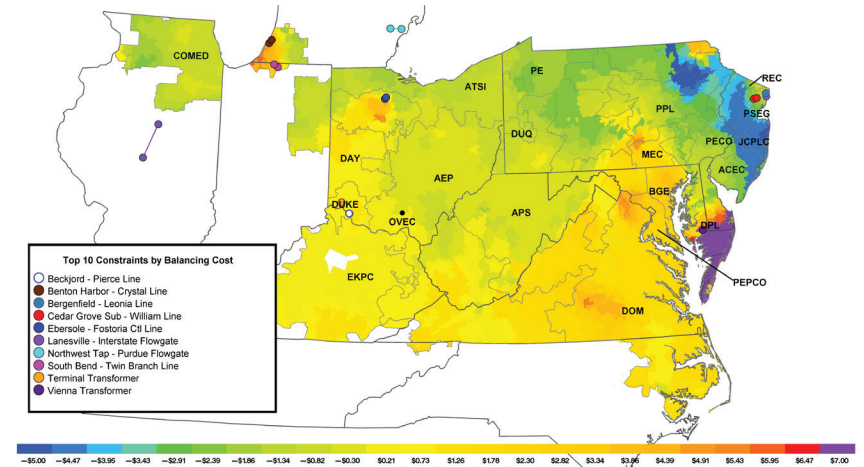 COMED
ATSI
PE
REC
PPL
PSEG
DUQ
PECO
JCPLC
MEC
DAY
ACEC
AEP
BGE
DUKE
OVEC
APS
DPL
PEPCO
EKPC
DOM
Top 10 Constraints by Balancing Cost
Beckjord - Pierce Line
Benton Harbor - Crystal Line
Bergenfield - Leonia Line
Cedar Grove Sub - William Line
Ebersole - Fostoria Ctl Line
Lanesville - Interstate Flowgate
Northwest Tap - Purdue Flowgate
South Bend - Twin Branch Line
Terminal Transformer
Vienna Transformer
–$5.00 –$4.47 –$3.95 –$3.43 –$2.91 –$2.39 –$1.86 –$1.34 –$0.82 –$0.30 $0.21 $0.73 $1.26 $1.78 $2.30 $2.82 $3.34 $3.86 $4.39 $4.91 $5.43 $5.95 $6.47 $7.00